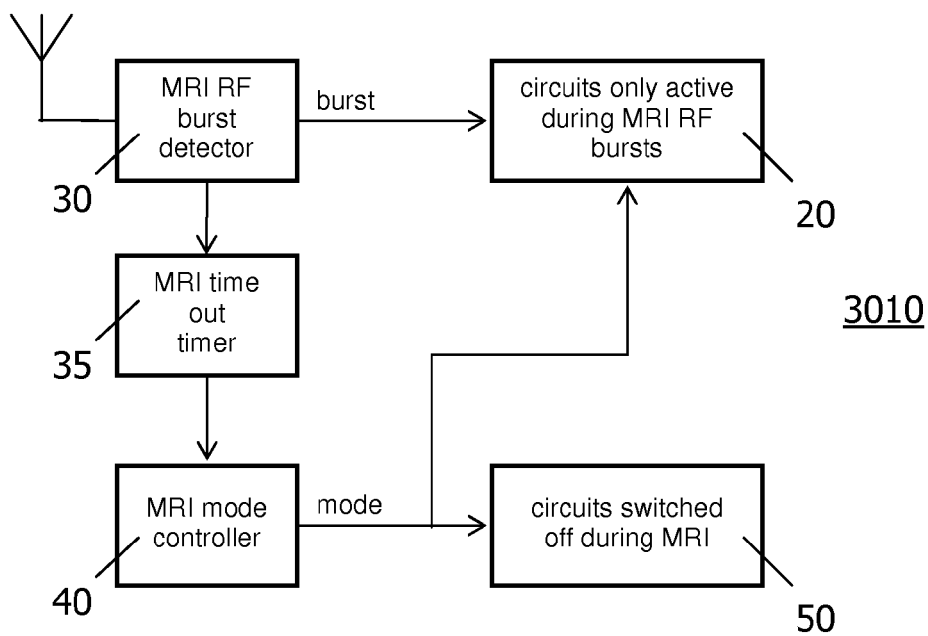 MRI RF
burst
detector
30
burst
circuits only active
during MRI RF
bursts
20
MRI time
out
timer
35
3010
MRI mode
controller
40
mode
circuits switched
off during MRI
50